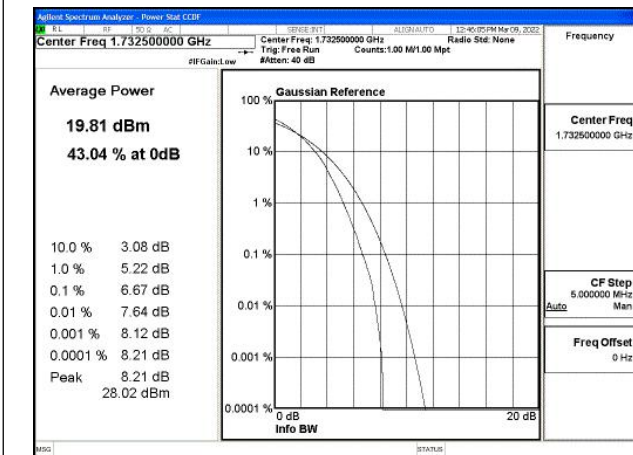 Agilent Spectrum Analyzer - Power Stat CCDF
RL RF 50 Ω AC SENSE:INT ALIGNAUTO 12:46:05PM Mar 09, 2022
Center Freq 1.732500000 GHz
Center Freq: 1.732500000 GHz Radio Std: None
Trig: Free Run Counts:1.00 M/1.00 Mpt
#IFGain:Low #Atten: 40 dB
Frequency
Average Power
19.81 dBm
43.04 % at 0dB
10.0 % 3.08 dB
1.0 % 5.22 dB
0.1 % 6.67 dB
0.01 % 7.64 dB
0.001 % 8.12 dB
0.0001 % 8.21 dB
Peak 8.21 dB
28.02 dBm
Gaussian Reference
100 %
10 %
1 %
0.1 %
0.01 %
0.001 %
0.0001 %
0 dB 20 dB
Info BW
Center Freq
1.732500000 GHz
CF Step
5.000000 MHz
Auto Man
Freq Offset
0 Hz
MSG STATUS